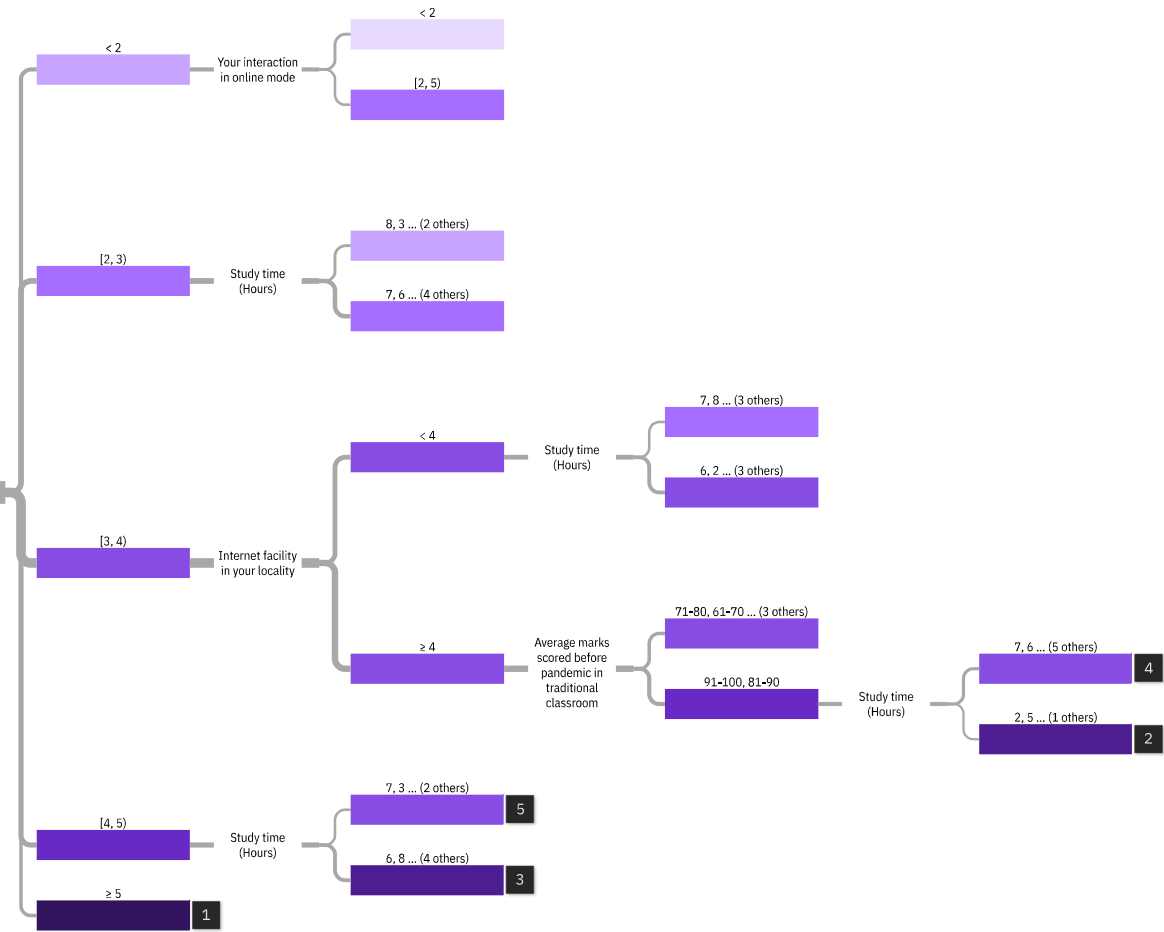 < 2
< 2
Your interaction
in online mode
[2, 5)
8, 3 ... (2 others)
[2, 3)
Study time
(Hours)
7, 6 ... (4 others)
7, 8 ... (3 others)
< 4
Study time
(Hours)
6, 2 ... (3 others)
[3, 4)
Internet facility
in your locality
71-80, 61-70 ... (3 others)
≥ 4
Average marks
scored before
pandemic in
traditional
classroom
91-100, 81-90
Study time
(Hours)
7, 6 ... (5 others)
4
2, 5 ... (1 others)
2
7, 3 ... (2 others)
5
[4, 5)
Study time
(Hours)
6, 8 ... (4 others)
3
≥ 5
1